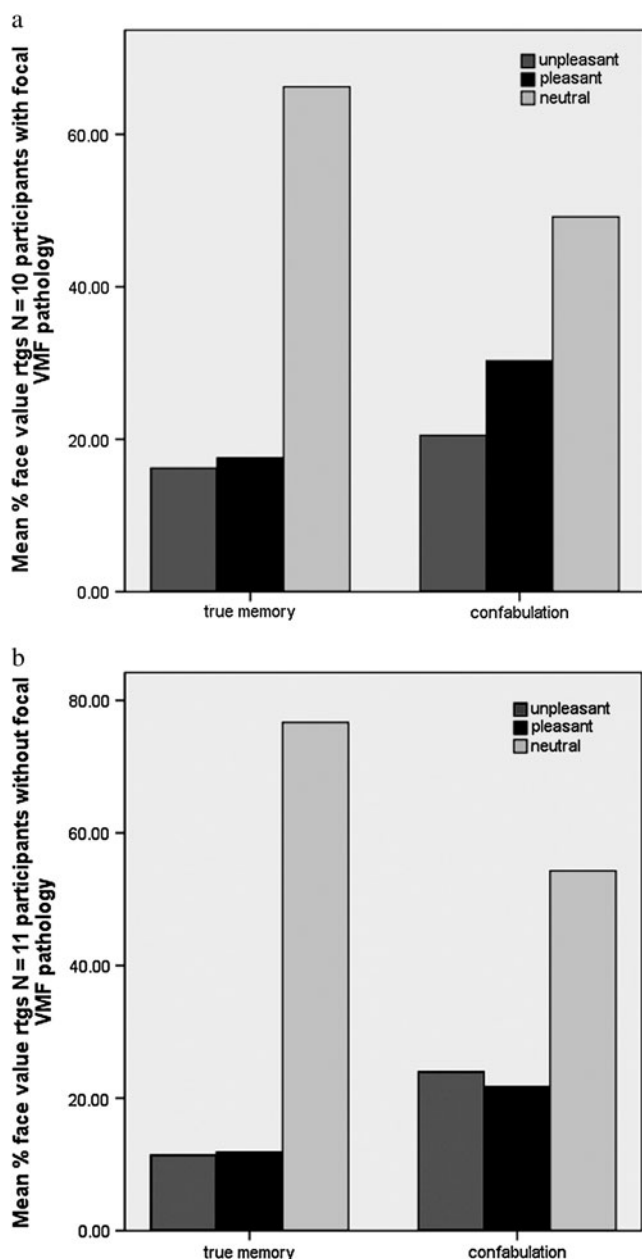 a
Mean % face value rtgs N = 10 participants with focal
VMF pathology
60.00
40.00
20.00
0.00
unpleasant
pleasant
neutral
true memory
confabulation
b
Mean % face value rtgs N = 11 participants without focal
VMF pathology
80.00
60.00
40.00
20.00
0.00
unpleasant
pleasant
neutral
true memory
confabulation